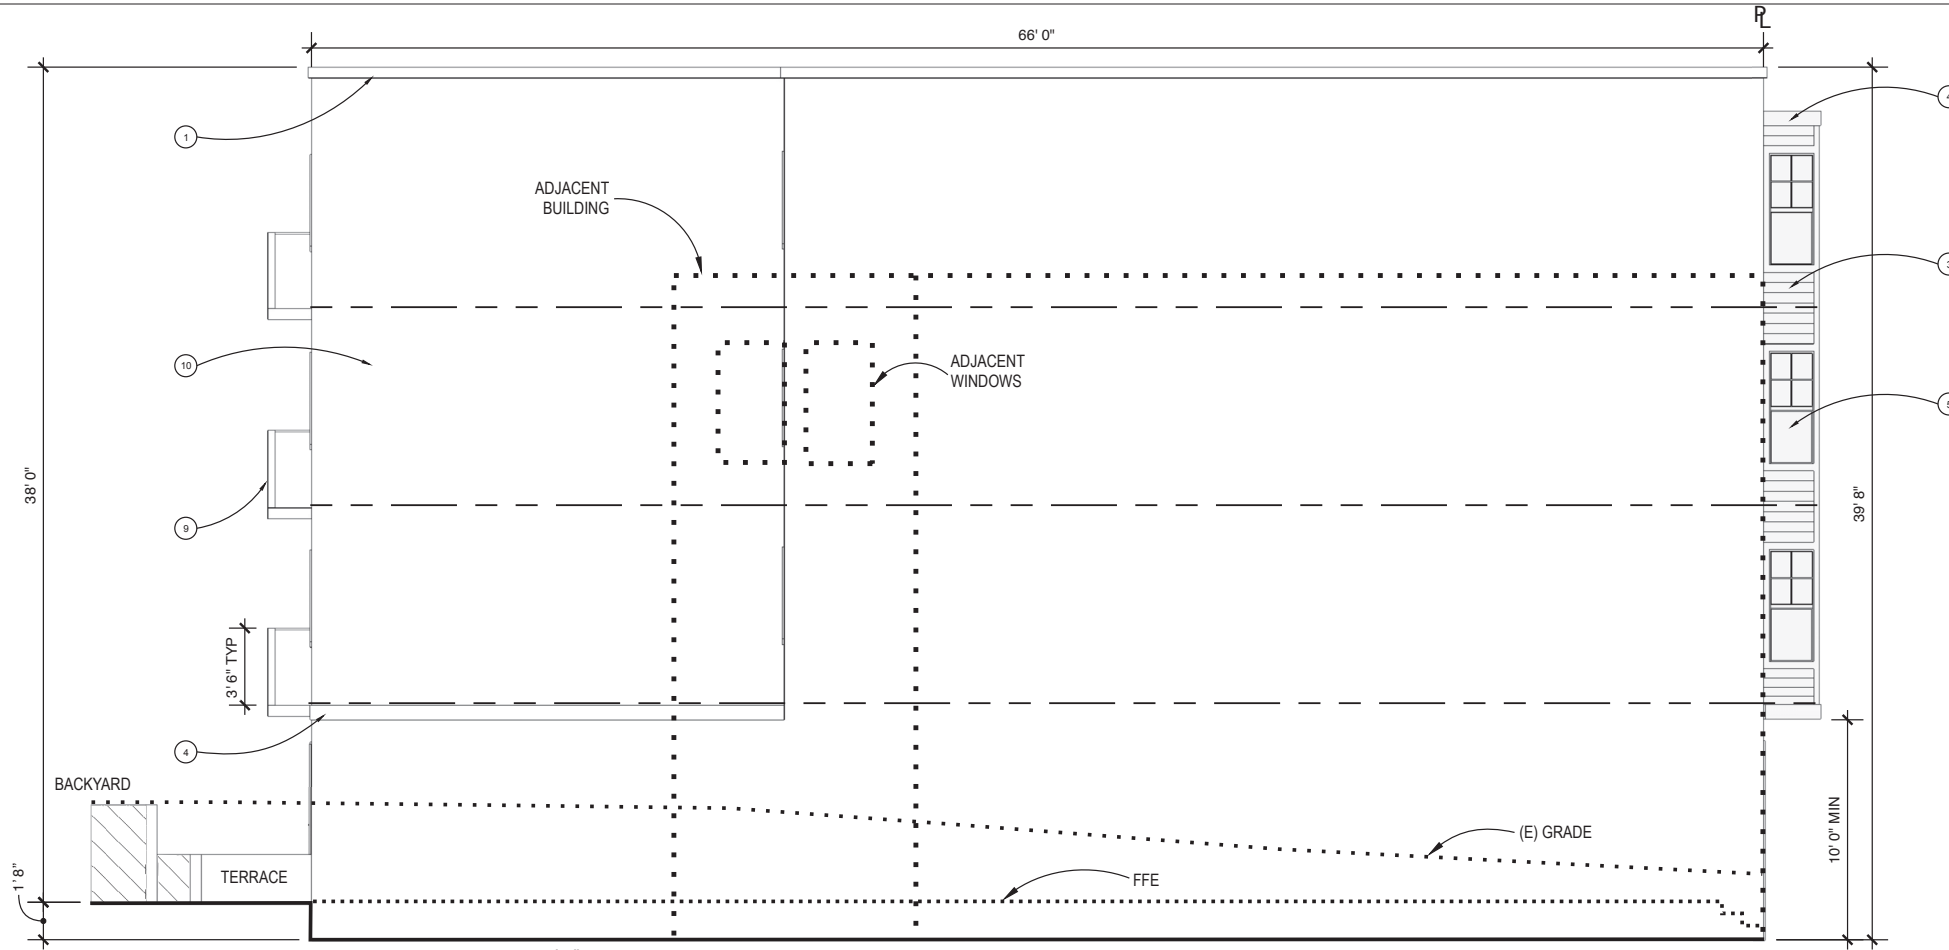 PL
66' 0"
1
ADJACENT
BUILDING
3
10
ADJACENT
WINDOWS
38' 0"
9
39' 8"
3' 6" TYP
4
BACKYARD
10' 0" MIN
(E) GRADE
TERRACE
FFE
1' 8"